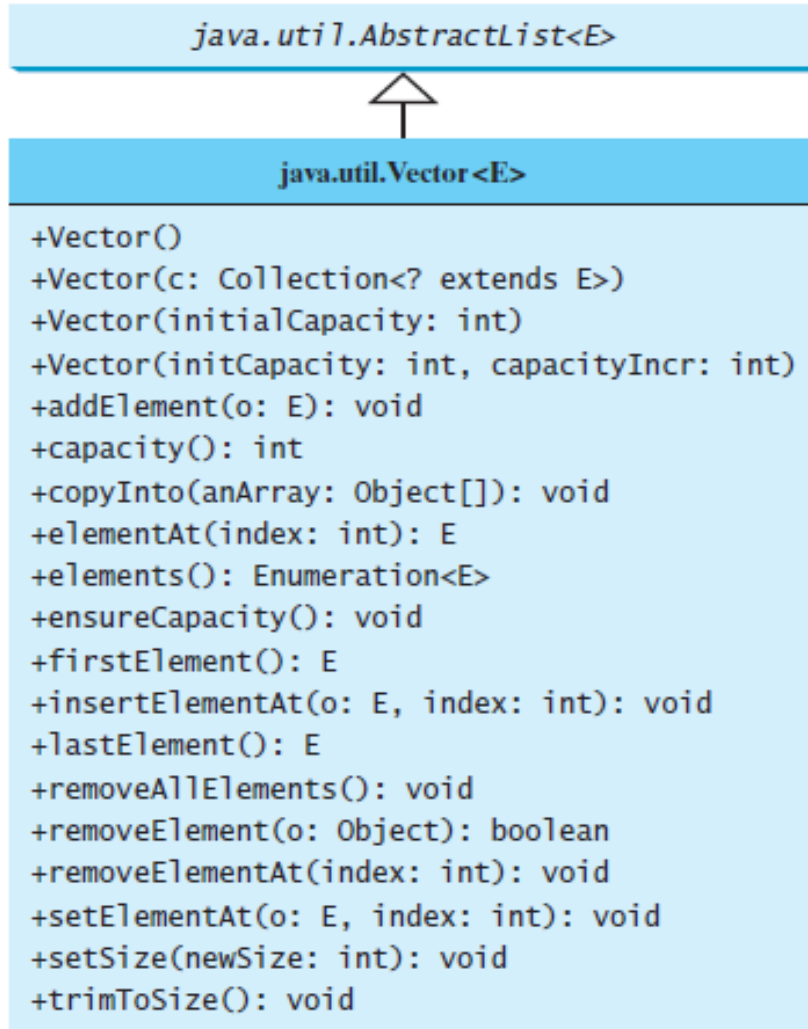 java.util.AbstractList<E>
java.util.Vector<E>
+Vector()
+Vector(c: Collection<? extends E>)
+Vector(initialCapacity: int)
+Vector(initCapacity: int, capacityIncr: int)
+addElement(o: E): void
+capacity(): int
+copyInto(anArray: Object[]): void
+elementAt(index: int): E
+elements(): Enumeration<E>
+ensureCapacity(): void
+firstElement(): E
+insertElementAt(o: E, index: int): void
+lastElement(): E
+removeAllElements(): void
+removeElement(o: Object): boolean
+removeElementAt(index: int): void
+setElementAt(o: E, index: int): void
+setSize(newSize: int): void
+trimToSize(): void